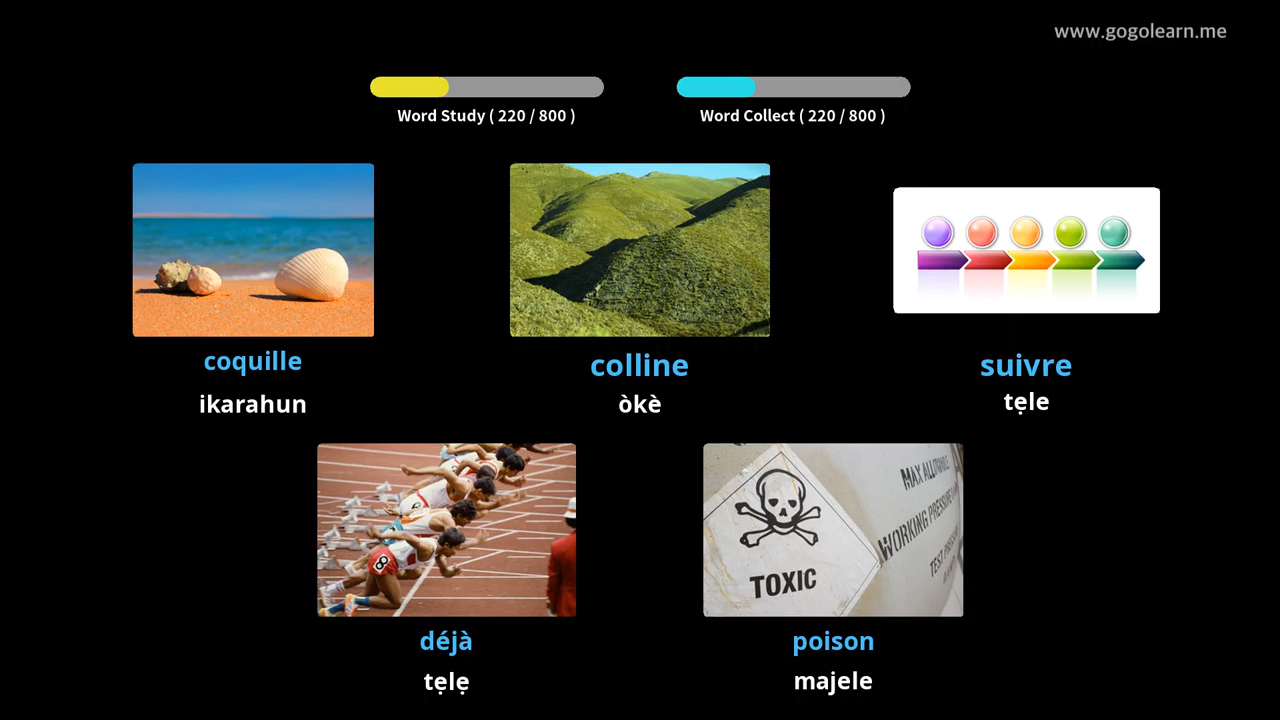 www.gogolearn.me
Word Study ( 220 / 800 )
Word Collect ( 220 / 800 )
coquille
ikarahun
colline
òkè
suivre
tẹle
8
MAX ALLOWABLE
WORKING PRESSURE
TEST
TOXIC
déjà
tẹlẹ
poison
majele